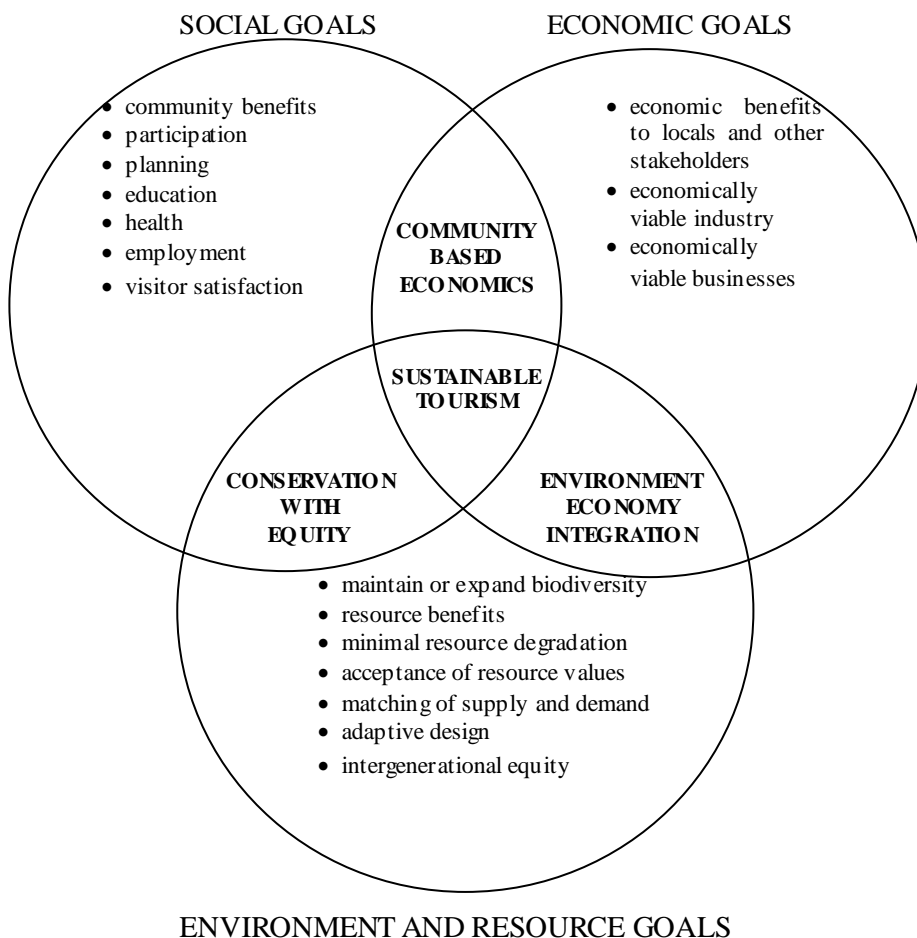 SOCIAL GOALS
ECONOMIC GOALS
• community benefits
• participation
• planning
• education
• health
• employment
• visitor satisfaction
• economic benefits
to locals and other
stakeholders
• economically
viable industry
• economically
viable businesses
COMMUNITY
BASED
ECONOMICS
SUSTAINABLE
TOURISM
CONSERVATION
WITH
EQUITY
ENVIRONMENT
ECONOMY
INTEGRATION
• maintain or expand biodiversity
• resource benefits
• minimal resource degradation
• acceptance of resource values
• matching of supply and demand
• adaptive design
• intergenerational equity
ENVIRONMENT AND RESOURCE GOALS